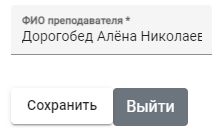 ФИО преподавателя *
Дорогобед Алёна Николаев
Сохранить
Выйти